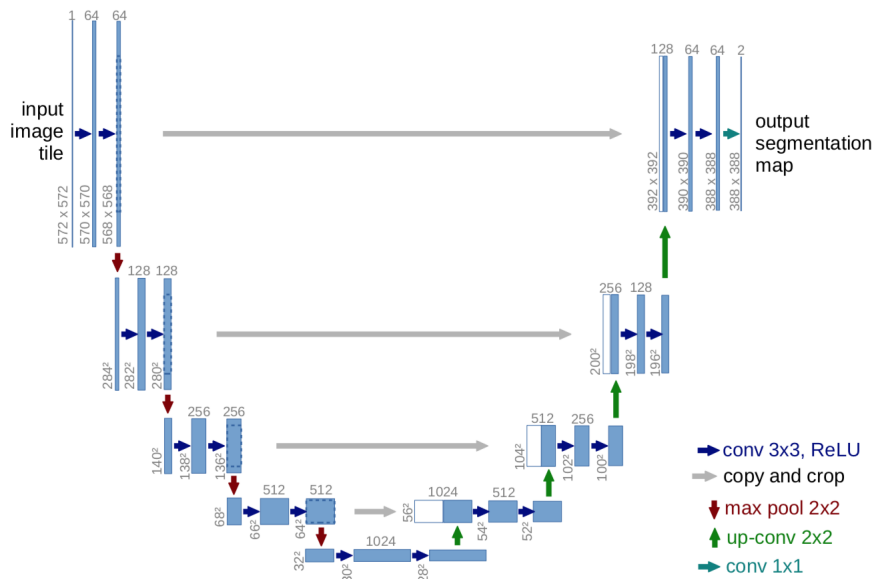 1 64 64
128 64 64 2
input
image
tile
output
segmentation
map
572 x 572
570 x 570
568 x 568
392 x 392
390 x 390
388 x 388
388 x 388
128 128
256 128
284²
282²
280²
200²
198²
196²
256 256
512 256
140²
138²
136²
104²
102²
100²
conv 3x3, ReLU
copy and crop
512 512
1024 512
68²
66²
64²
56²
54²
52²
max pool 2x2
up-conv 2x2
1024
32²
30²
28²
conv 1x1